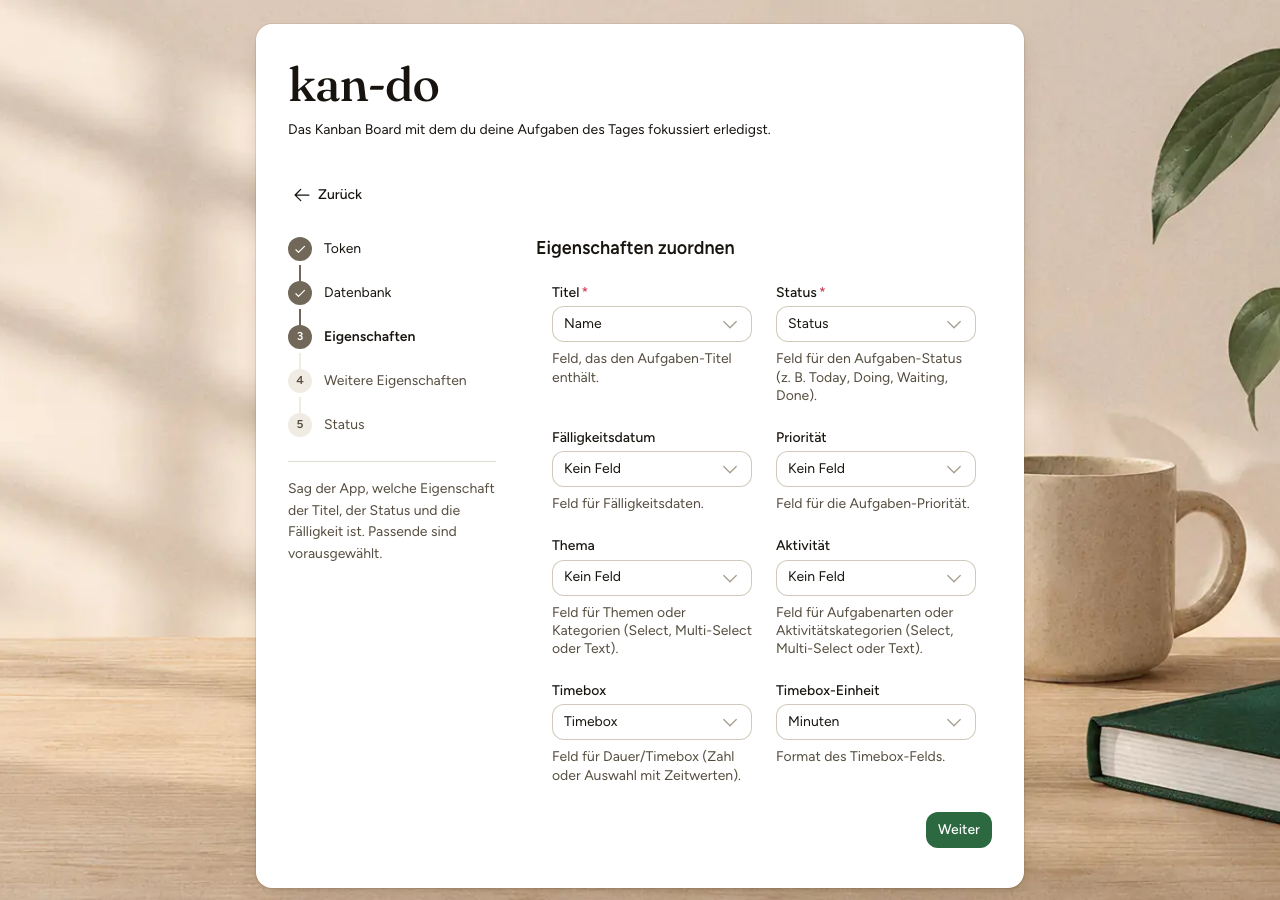 kan-do
Das Kanban Board mit dem du deine Aufgaben des Tages fokussiert erledigst.
Zurück
Token
Datenbank
3
Eigenschaften
4
Weitere Eigenschaften
5
Status
Sag der App, welche Eigenschaft
der Titel, der Status und die
Fälligkeit ist. Passende sind
vorausgewählt.
Eigenschaften zuordnen
Titel *
Name
Feld, das den Aufgaben-Titel
enthält.
Status *
Status
Feld für den Aufgaben-Status
(z. B. Today, Doing, Waiting,
Done).
Fälligkeitsdatum
Kein Feld
Feld für Fälligkeitsdaten.
Priorität
Kein Feld
Feld für die Aufgaben-Priorität.
Thema
Kein Feld
Feld für Themen oder
Kategorien (Select, Multi-Select
oder Text).
Aktivität
Kein Feld
Feld für Aufgabenarten oder
Aktivitätskategorien (Select,
Multi-Select oder Text).
Timebox
Timebox
Feld für Dauer/Timebox (Zahl
oder Auswahl mit Zeitwerten).
Timebox-Einheit
Minuten
Format des Timebox-Felds.
Weiter